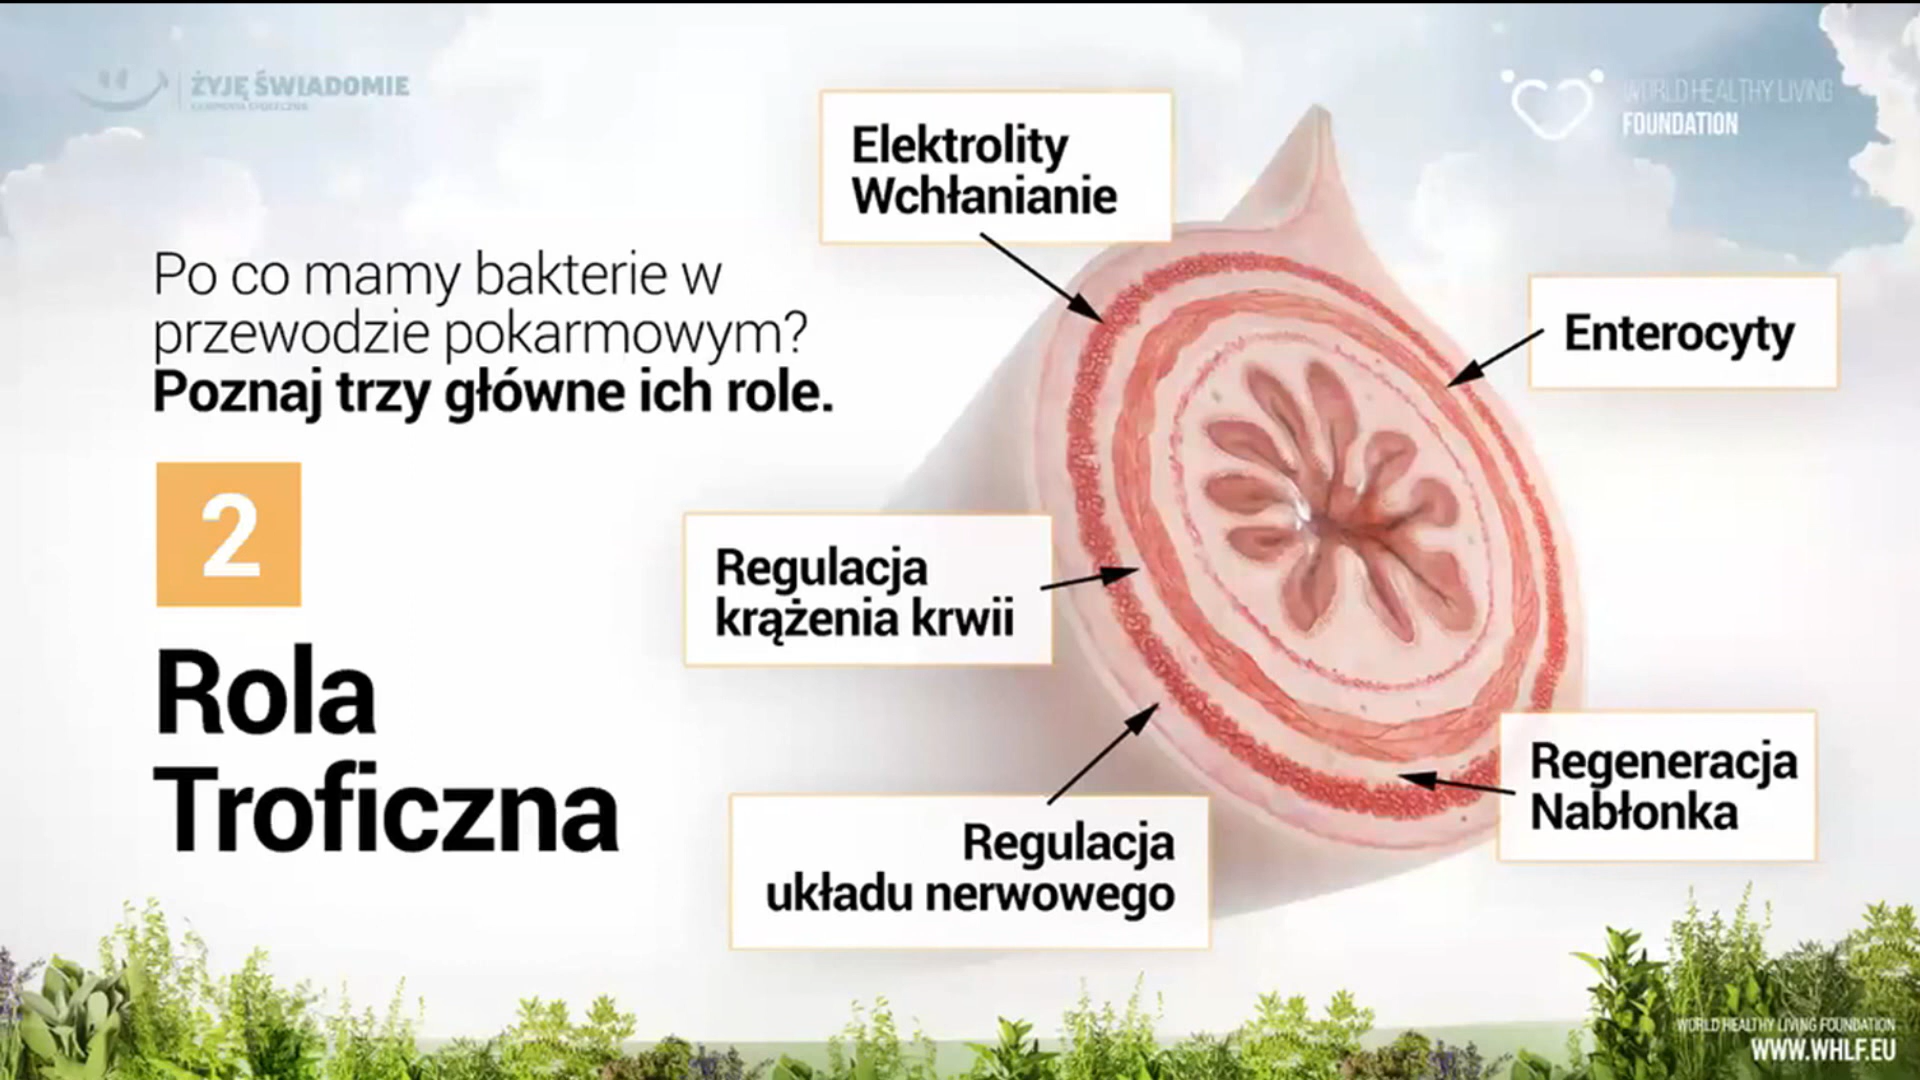 ŻYJĘ ŚWIADOMIE
KAMPANIA SPOŁECZNA
WORLD HEALTHY LIVING
FOUNDATION
Po co mamy bakterie w
przewodzie pokarmowym?
Poznaj trzy główne ich role.
2
Rola
Troficzna
Elektrolity
Wchłanianie
Enterocyty
Regulacja
krążenia krwii
Regulacja
układu nerwowego
Regeneracja
Nabłonka
WORLD HEALTHY LIVING FOUNDATION
WWW.WHLF.EU